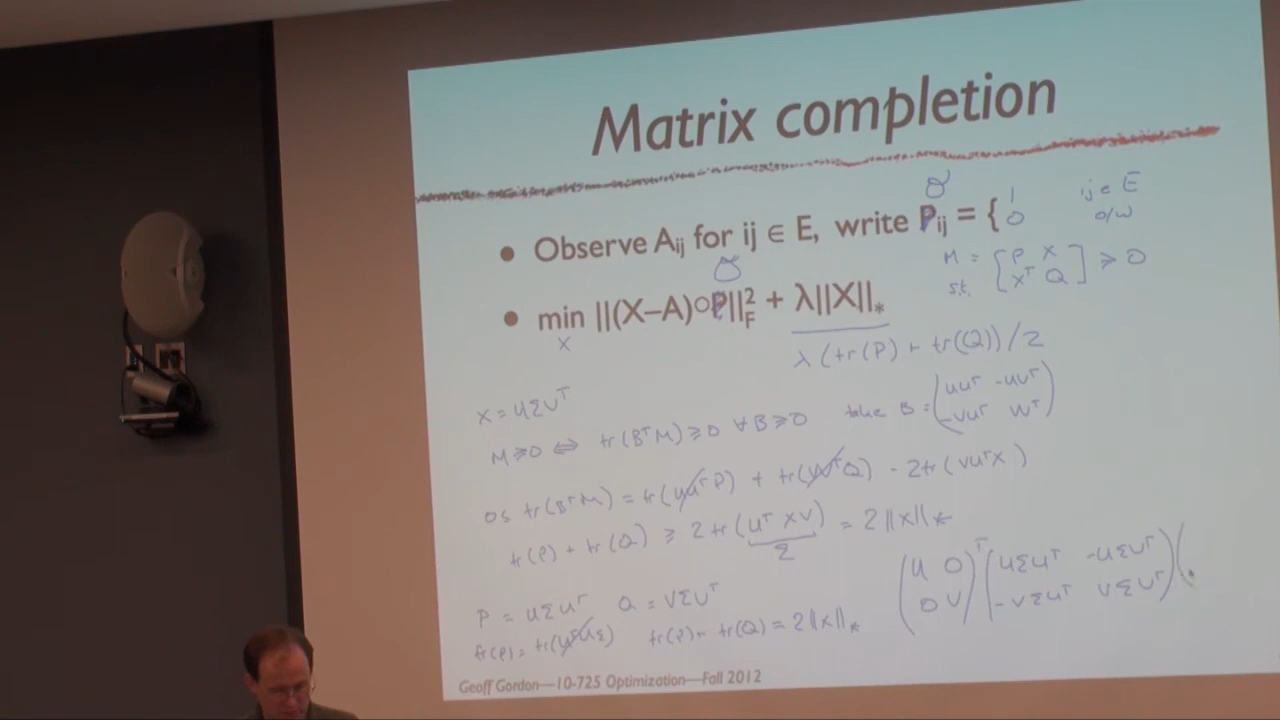 Matrix completion
• Observe Aij for ij ∈ E, write Pij = { 1 ij ∈ E
0 o/w
σ
M = [ P X
s.t. Xᵀ Q ] ≽ 0
σ
• min ||(X–A)○P||²F + λ||X||*
X
λ(tr(P) + tr(Q))/2
X = UΣVᵀ
M≽0 ⇔ tr(BᵀM) ≥ 0 ∀B≽0 take B = ( UUᵀ -UVᵀ
-VUᵀ VVᵀ )
0≤ tr(BᵀM) = tr(UUᵀP) + tr(VVᵀQ) - 2tr(VUᵀX)
tr(P) + tr(Q) ≥ 2tr(UᵀXV) = 2||X||*
Σ
P = UΣUᵀ Q = VΣVᵀ
tr(P) = tr(UᵀUΣ) tr(P)+ tr(Q) = 2||X||*
( U 0
0 V )ᵀ ( UΣUᵀ -UΣVᵀ
-VΣUᵀ VΣVᵀ ) (
Geoff Gordon—10-725 Optimization—Fall 2012